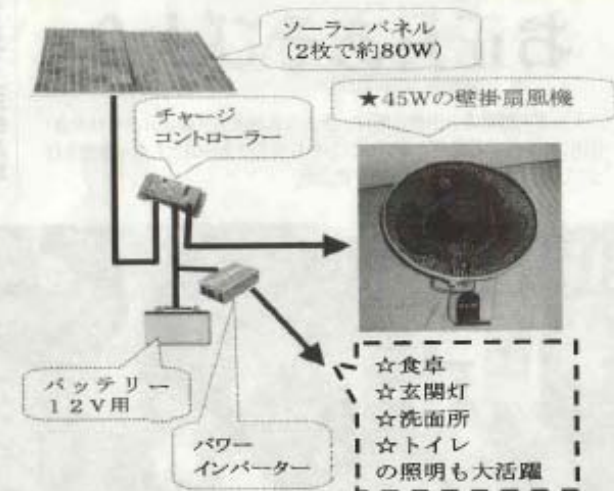 ソーラーパネル
(2枚で約80W)
★45Wの壁掛扇風機
チャージ
コントローラー
バッテリー
12V用
パワー
インバーター
☆食卓
☆玄関灯
☆洗面所
☆トイレ
の照明も大活躍